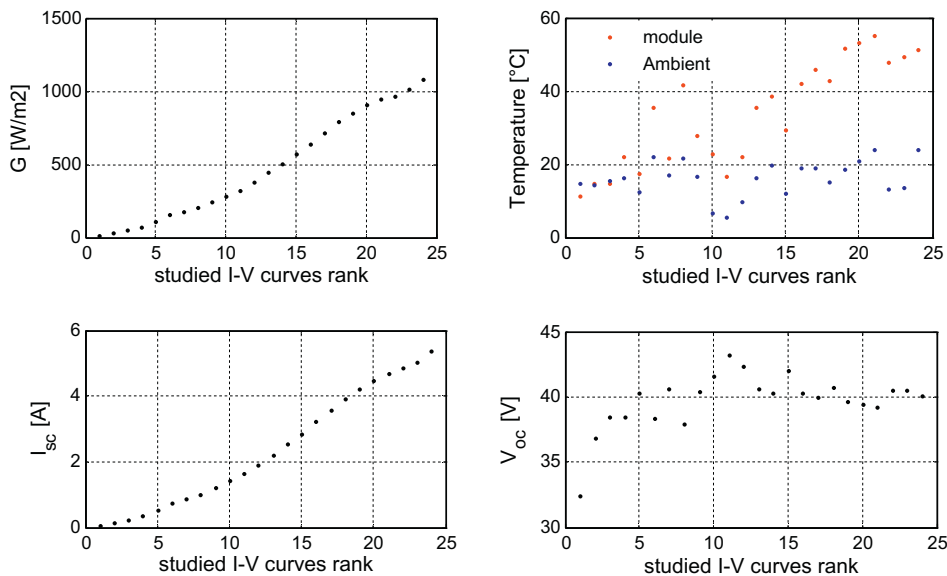 1500
1000
500
0
G [W/m2]
0 5 10 15 20 25
studied I-V curves rank
60
40
20
0
Temperature [°C]
module
Ambient
0 5 10 15 20 25
studied I-V curves rank
6
4
2
0
Isc [A]
0 5 10 15 20 25
studied I-V curves rank
45
40
35
30
Voc [V]
0 5 10 15 20 25
studied I-V curves rank